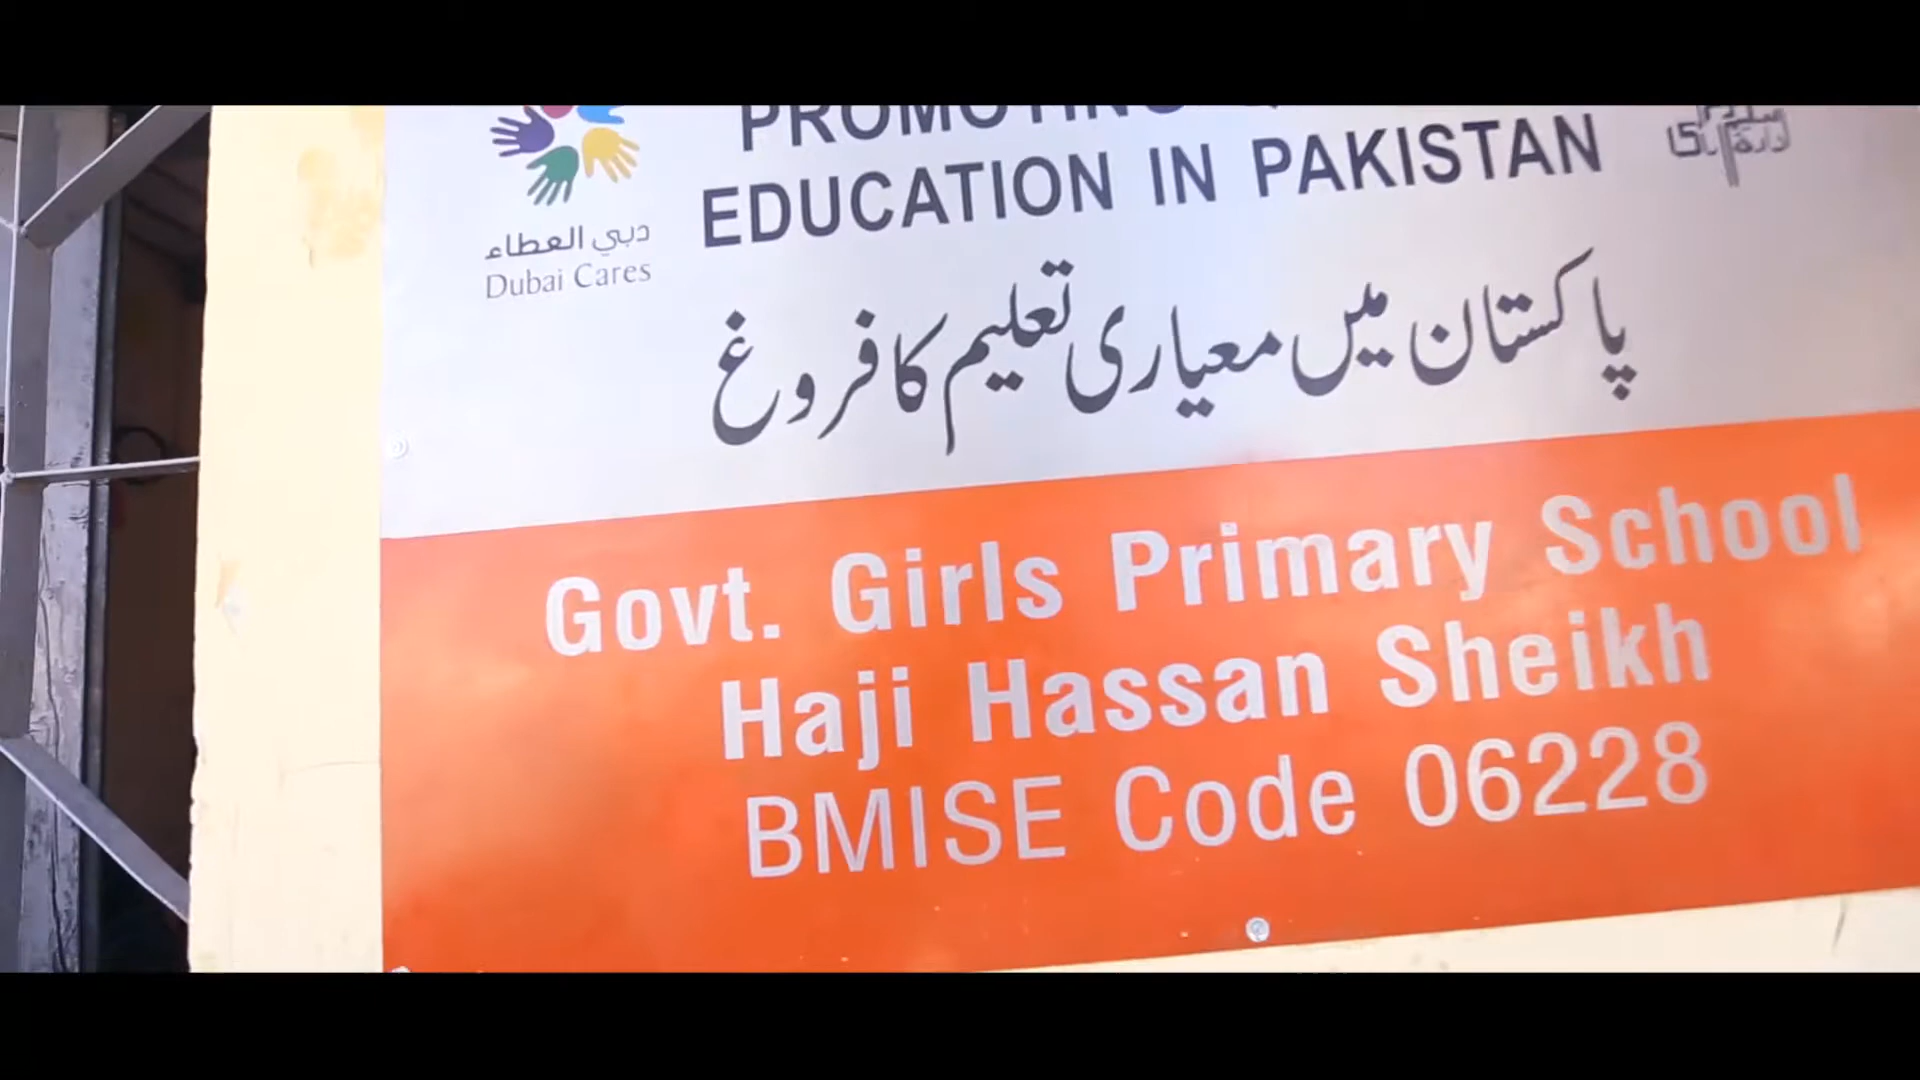 PROMOTING
EDUCATION IN PAKISTAN
دبي العطاء
Dubai Cares
پاکستان میں معیاری تعلیم کا فروغ
Govt. Girls Primary School
Haji Hassan Sheikh
BMISE Code 06228